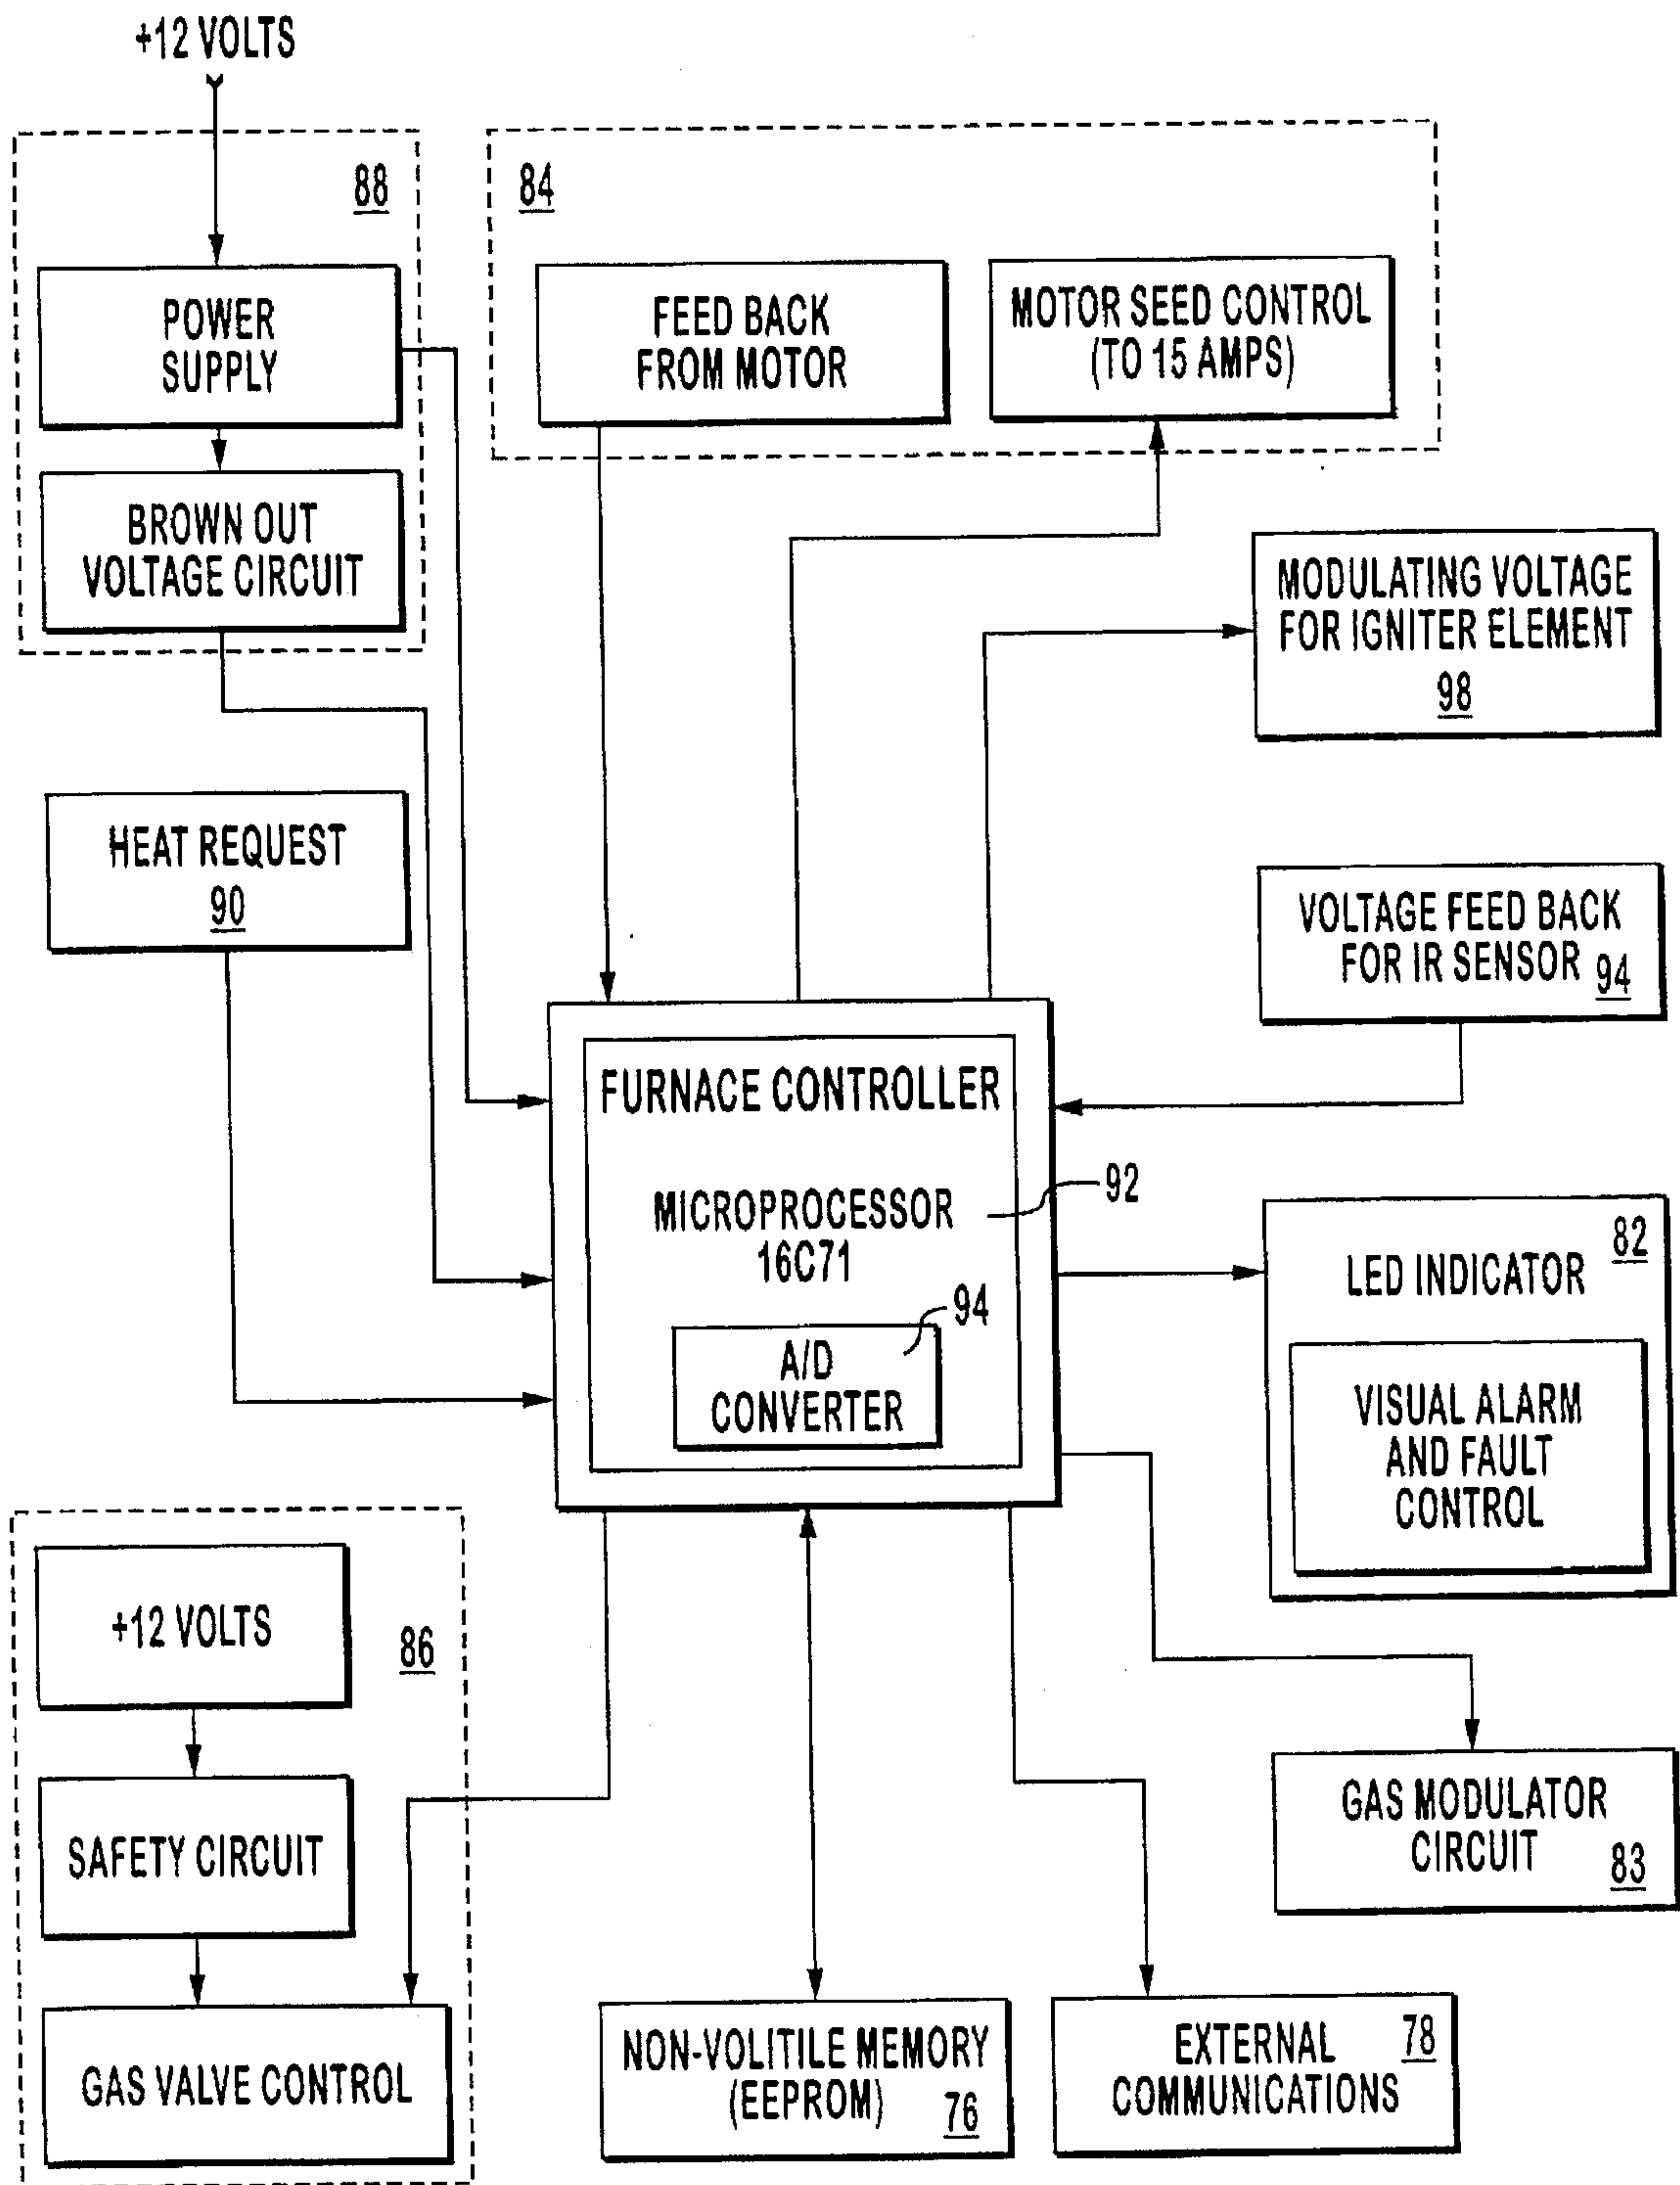 +12 VOLTS
88
POWER
SUPPLY
BROWN OUT
VOLTAGE CIRCUIT
84
FEED BACK
FROM MOTOR
MOTOR SEED CONTROL
(TO 15 AMPS)
MODULATING VOLTAGE
FOR IGNITER ELEMENT
98
HEAT REQUEST
90
VOLTAGE FEED BACK
FOR IR SENSOR 94
FURNACE CONTROLLER
MICROPROCESSOR
16C71
92
94
A/D
CONVERTER
82
LED INDICATOR
VISUAL ALARM
AND FAULT
CONTROL
+12 VOLTS
86
SAFETY CIRCUIT
GAS VALVE CONTROL
GAS MODULATOR
CIRCUIT
83
NON-VOLITILE MEMORY
(EEPROM) 76
EXTERNAL 78
COMMUNICATIONS